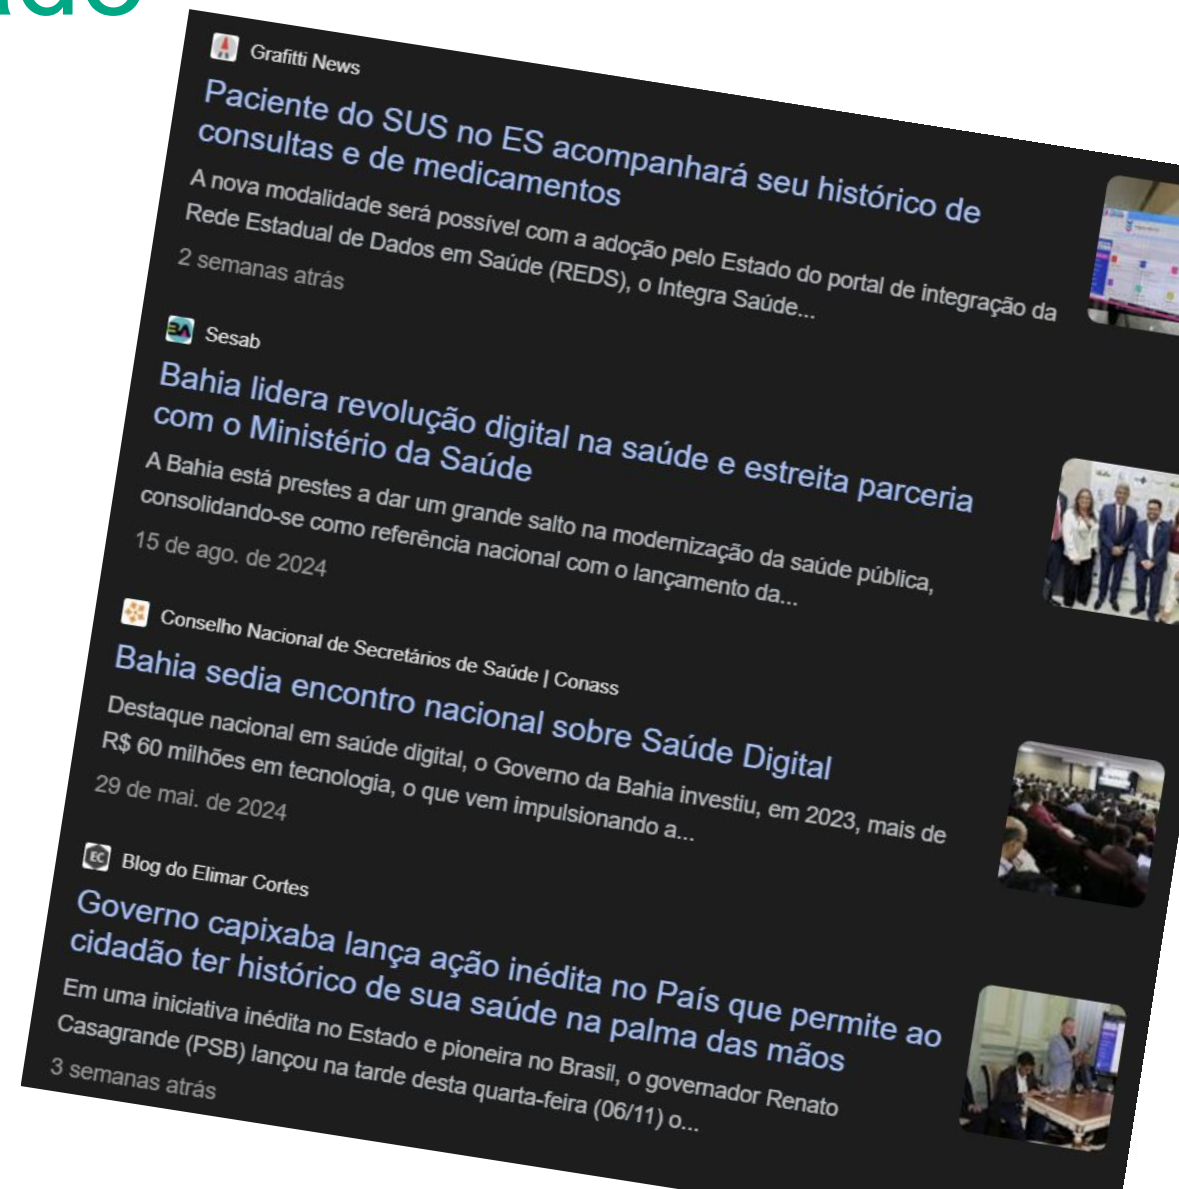 Grafitti News
Paciente do SUS no ES acompanhará seu histórico de
consultas e de medicamentos
A nova modalidade será possível com a adoção pelo Estado do portal de integração da
Rede Estadual de Dados em Saúde (REDS), o Integra Saúde...
2 semanas atrás
BA Sesab
Bahia lidera revolução digital na saúde e estreita parceria
com o Ministério da Saúde
A Bahia está prestes a dar um grande salto na modernização da saúde pública,
consolidando-se como referência nacional com o lançamento da...
15 de ago. de 2024
Conselho Nacional de Secretários de Saúde | Conass
Bahia sedia encontro nacional sobre Saúde Digital
Destaque nacional em saúde digital, o Governo da Bahia investiu, em 2023, mais de
R$ 60 milhões em tecnologia, o que vem impulsionando a...
29 de mai. de 2024
EC Blog do Elimar Cortes
Governo capixaba lança ação inédita no País que permite ao
cidadão ter histórico de sua saúde na palma das mãos
Em uma iniciativa inédita no Estado e pioneira no Brasil, o governador Renato
Casagrande (PSB) lançou na tarde desta quarta-feira (06/11) o...
3 semanas atrás